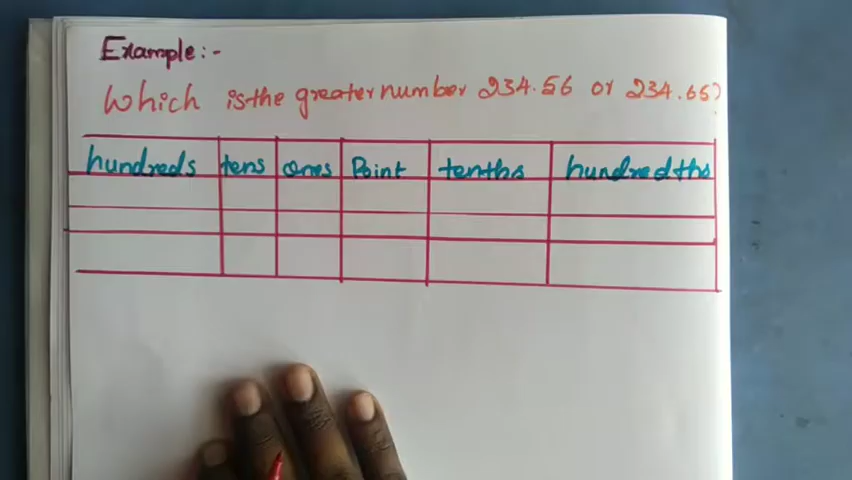 Example:-
Which is the greater number 234.56 or 234.65?
hundreds tens ones Point tenths hundredths